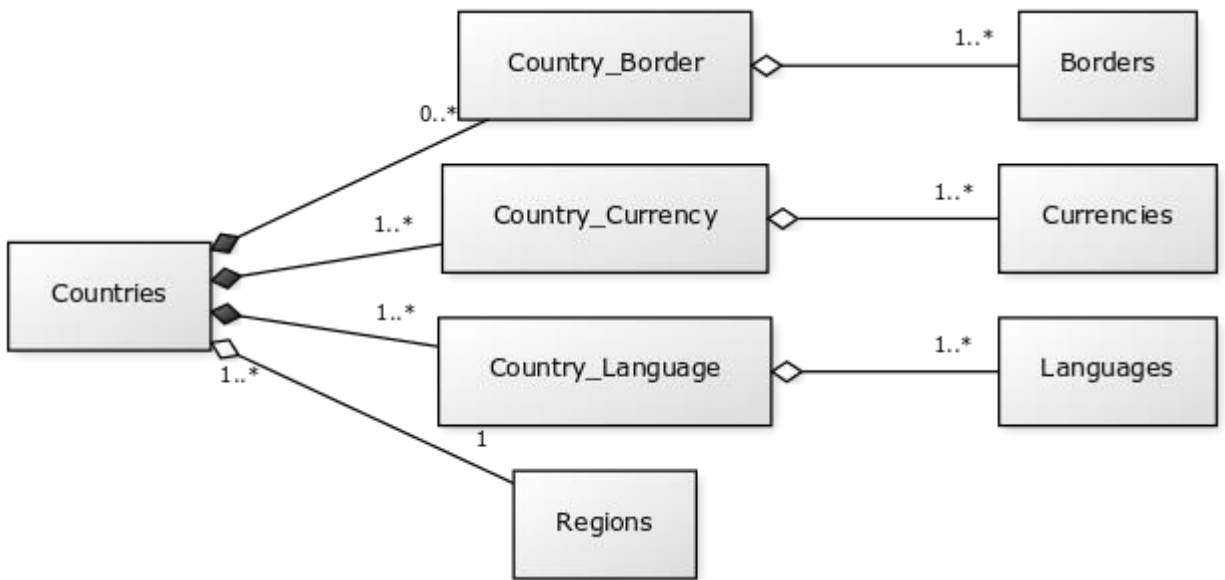 Country_Border
1..*
Borders
0..*
Country_Currency
1..*
Currencies
1..*
Countries
1..*
Country_Language
1..*
Languages
1..*
1
Regions